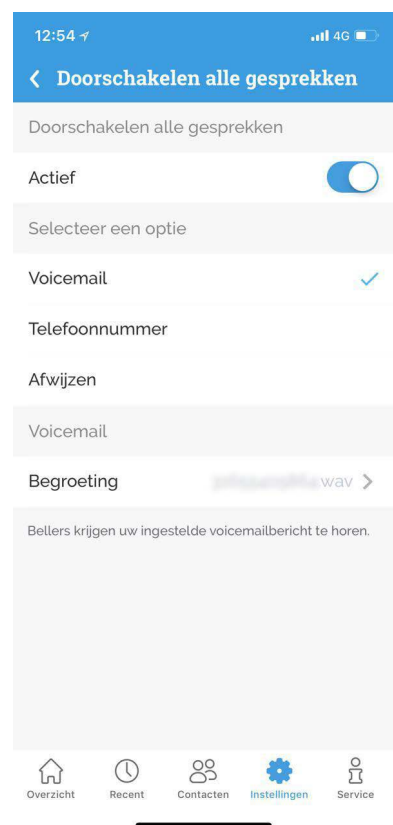 12:54
4G
Doorschakelen alle gesprekken
Doorschakelen alle gesprekken
Actief
Selecteer een optie
Voicemail
Telefoonnummer
Afwijzen
Voicemail
Begroeting wav
Bellers krijgen uw ingestelde voicemailbericht te horen.
Overzicht Recent Contacten Instellingen Service